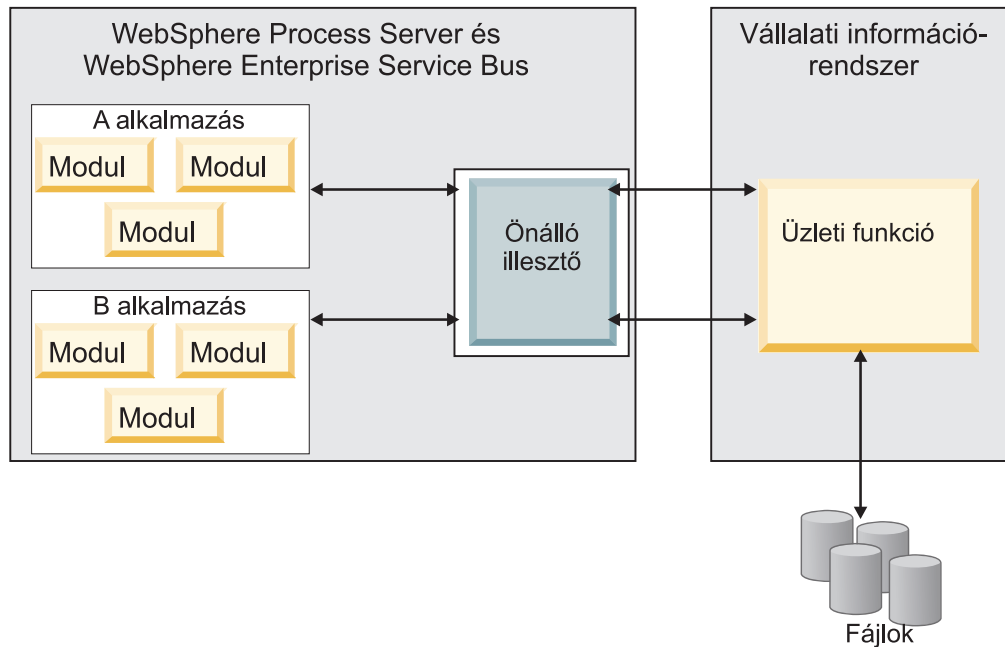 WebSphere Process Server és
WebSphere Enterprise Service Bus
A alkalmazás
Modul
Modul
Modul
B alkalmazás
Modul
Modul
Modul
Önálló
illesztő
Vállalati információ-
rendszer
Üzleti funkció
Fájlok